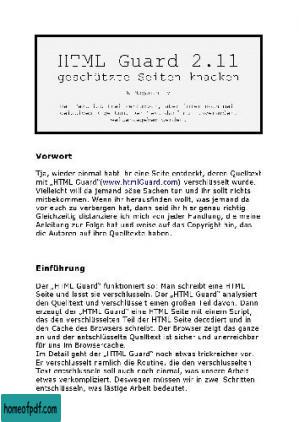 HTML Guard 2.11
geschützte Seiten knacken
Vorwort
Tja, wieder einmal habt ihr eine Seite entdeckt, deren Quelltext
mit „HTML Guard"(www.htmlGuard.com) verschlüsselt wurde.
Vielleicht will da jemand böse Sachen tun und ihr sollt nichts
mitbekommen. Wenn ihr herausfinden wollt, was jemand da
vor euch zu verbergen hat, dann seid ihr hier genau richtig.
Gleichzeitig distanziere ich mich von jeder Handlung, die meine
Anleitung zur Folge hat und weise auf das Copyright hin, das
die Autoren auf ihre Quelltexte haben.
Einführung
Der „HTML Guard" funktioniert so: Man schreibt eine HTML
Seite und lässt sie verschlüsseln. Der „HTML Guard" analysiert
den Quelltext und verschlüsselt einen großen Teil davon. Dann
erzeugt der „HTML Guard" eine HTML Seite mit einem Script,
das den verschlüsselten Teil der HTML Seite decodiert und in
den Cache des Browsers schreibt. Der Browser zeigt das ganze
an und der entschlüsselte Quelltext ist sicher und unerreichbar
für uns im Browsercache.
Im Detail geht der „HTML Guard" noch etwas trickreicher vor.
Er verschlüsselt nämlich die Routine, die den verschlüsselten
Text entschlüsseln soll auch noch einmal, was unsere Arbeit
etwas verkompliziert. Deswegen müssen wir in zwei Schritten
entschlüsseln, was lästige Arbeit bedeutet.
homeofpdf.com